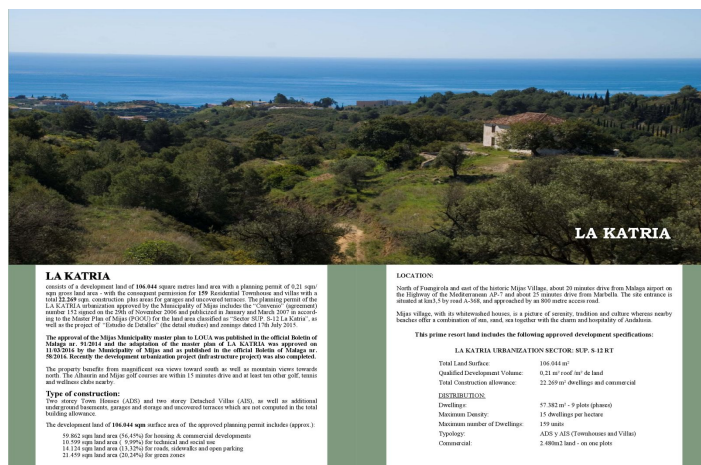 LA KATRIA
LA KATRIA
consists of a development land of 106.044 square metres land area with a planning permit of 0,21 sqm/
sqm gross land area - with the consequent permission for 159 Residential Townhouse and villas with a
total 22.269 sqm. construction plus areas for garages and uncovered terraces. The planning permit of the
LA KATRIA urbanization approved by the Municipality of Mijas includes the "Convenio" (agreement)
number 152 signed on the 29th of November 2006 and publicized in January and March 2007 in accord-
ing to the Master Plan of Mijas (POGU) for the land area classified as "Sector SUP. S-12 La Katria", as
well as the project of "Estudio de Detalles" (the detail studies) and zonings dated 17th July 2015.
The approval of the Mijas Municipality master plan to LOUA was published in the official Boletin of
Malaga nr. 91/2014 and the adaptation of the master plan of LA KATRIA was approved on
11/03/2016 by the Municipality of Mijas and as published in the official Boletin of Malaga nr.
58/2016. Recently the development urbanization project (infrastructure project) was also completed.
The property benefits from magnificent sea views toward south as well as mountain views towards
north. The Alhaurin and Mijas golf courses are within 15 minutes drive and at least ten other golf, tennis
and wellness clubs nearby.
Type of construction:
Two storey Town Houses (ADS) and two storey Detached Villas (AIS), as well as additional
underground basements, garages and storage and uncovered terraces which are not computed in the total
building allowance.
The development land of 106.044 sqm surface area of the approved permit includes (approx.):
59.862 sqm land area (56,45%) for housing & commercial developments
10.599 sqm land area ( 9,99%) for technical and social use
14.124 sqm land area (13,32%) for roads, sidewalks and open parking
21.459 sqm land area (20,24%) for green zones
LOCATION:
North of Fuengirola and east of the historic Mijas Village, about 20 minutes drive from Malaga airport on
the Highway of the Mediterranean AP-7 and about 25 minutes drive from Marbella. The site entrance is
situated at km3,5 by road A-368, and approached by an 800 metre access road.
Mijas village, with its whitewashed houses, is a picture of serenity, tradition and culture whereas nearby
beaches offer a combination of sun, sand, sea together with the charm and hospitality of Andalusia.
This prime resort land includes the following approved development specifications:
LA KATRIA URBANIZATION SECTOR: SUP. S-12 RT
Total Land Surface: 106.044 m²
Qualified Development Volume: 0,21 m² roof /m² de land
Total Construction allowance: 22.269 m² dwellings and commercial
DISTRIBUTION:
Dwellings: 57.382 m² - 9 plots (phases)
Maximum Density: 15 dwellings per hectare
Maximum number of Dwellings: 159 units
Typology: ADS y AIS (Townhouses and Villas)
Commercial: 2.480m2 land - on one plot